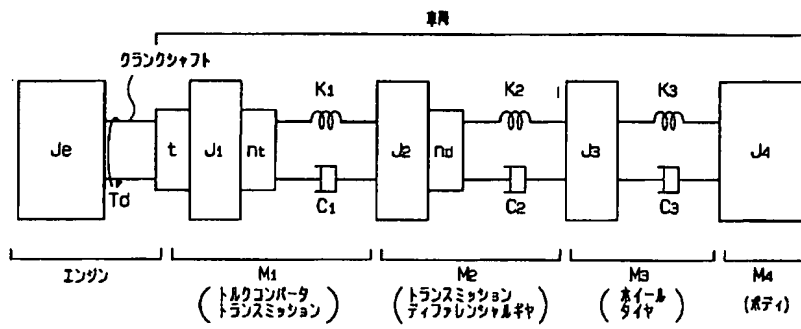 車両
クランクシャフト
K1 K2 K3
Je t J1 nt J2 nd J3 J4
Td C1 C2 C3
エンジン M1 M2 M3 M4
(トルクコンバータ トランスミッション) (トランスミッション ディファレンシャルギヤ) (ホイール タイヤ) (ボディ)